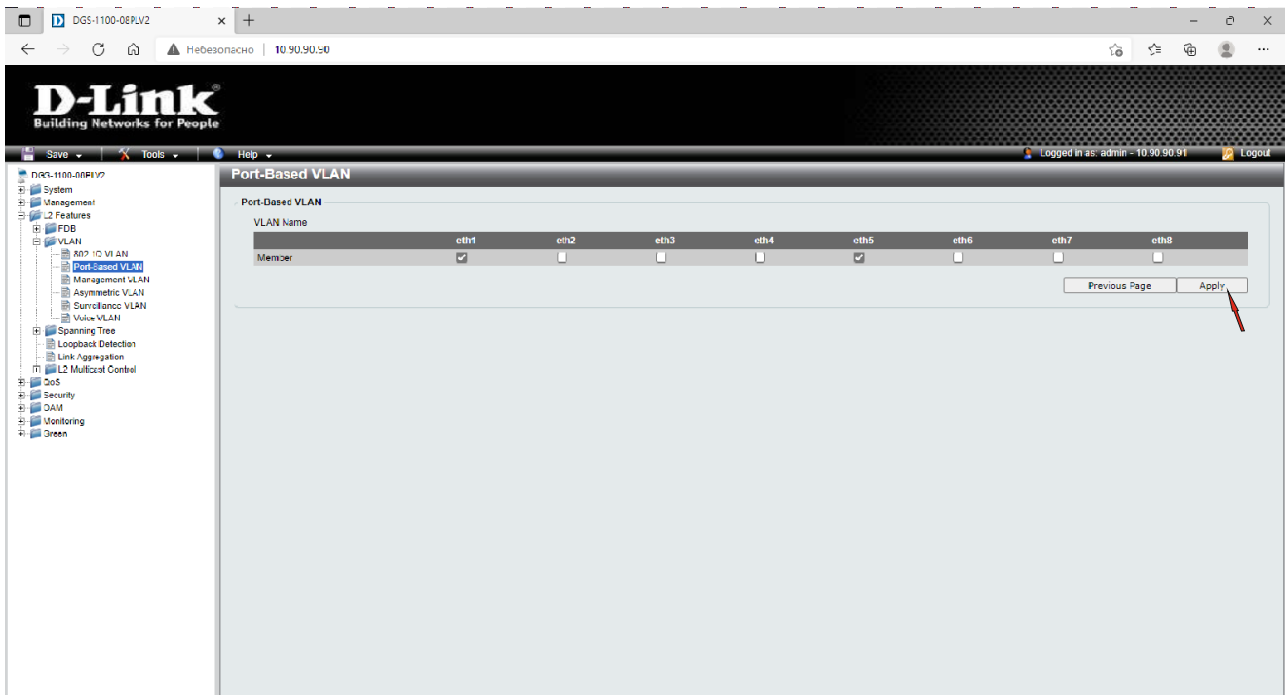 DGS-1100-08PLV2
Небезопасно | 10.90.90.90
D-Link®
Building Networks for People
Save Tools Help Logged in as: admin - 10.90.90.91 Logout
DGS-1100-08PLV2
System
Management
L2 Features
FDB
VLAN
802.1Q VLAN
Port-Based VLAN
Management VLAN
Asymmetric VLAN
Surveillance VLAN
Voice VLAN
Spanning Tree
Loopback Detection
Link Aggregation
L2 Multicast Control
QoS
Security
OAM
Monitoring
Green
Port-Based VLAN
Port-Based VLAN
VLAN Name
eth1 eth2 eth3 eth4 eth5 eth6 eth7 eth8
Member
Previous Page Apply